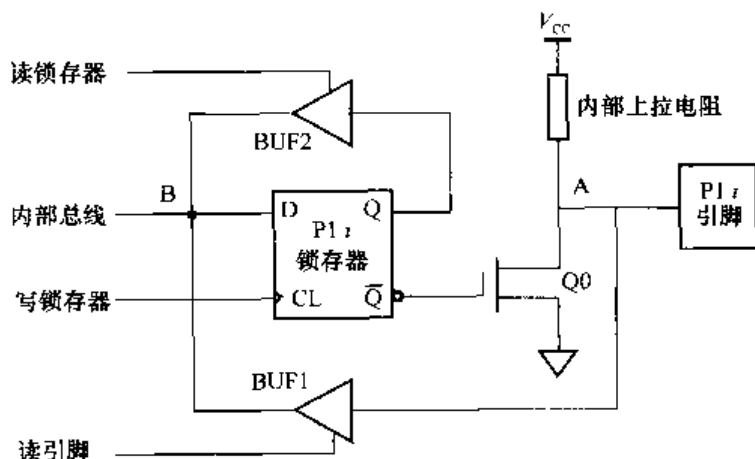 V_CC
读锁存器
内部上拉电阻
BUF2
B
A
内部总线
D
Q
P1 i
锁存器
P1 i
引脚
写锁存器
CL
Q̅
Q0
BUF1
读引脚